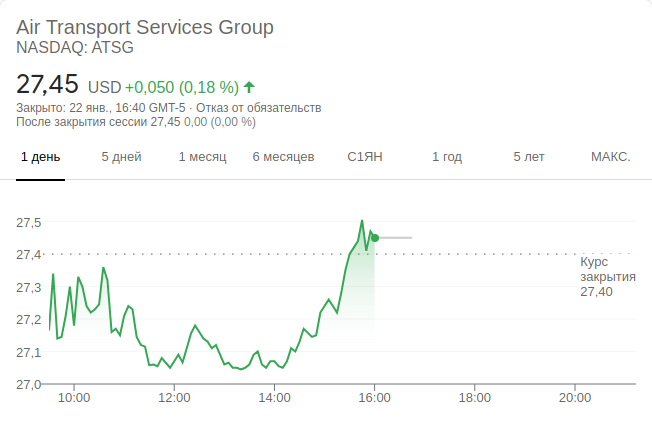 Air Transport Services Group
NASDAQ: ATSG
27,45 USD +0,050 (0,18 %)
Закрыто: 22 янв., 16:40 GMT-5 · Отказ от обязательств
После закрытия сессии 27,45 0,00 (0,00 %)
1 день 5 дней 1 месяц 6 месяцев С1ЯН 1 год 5 лет МАКС.
27,5
27,4
Курс
закрытия
27,40
27,3
27,2
27,1
27,0
10:00 12:00 14:00 16:00 18:00 20:00